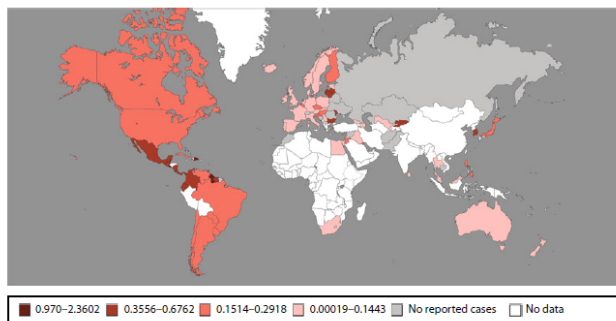 0.970–2.3602 0.3556–0.6762 0.1514–0.2918 0.00019–0.1443 No reported cases No data